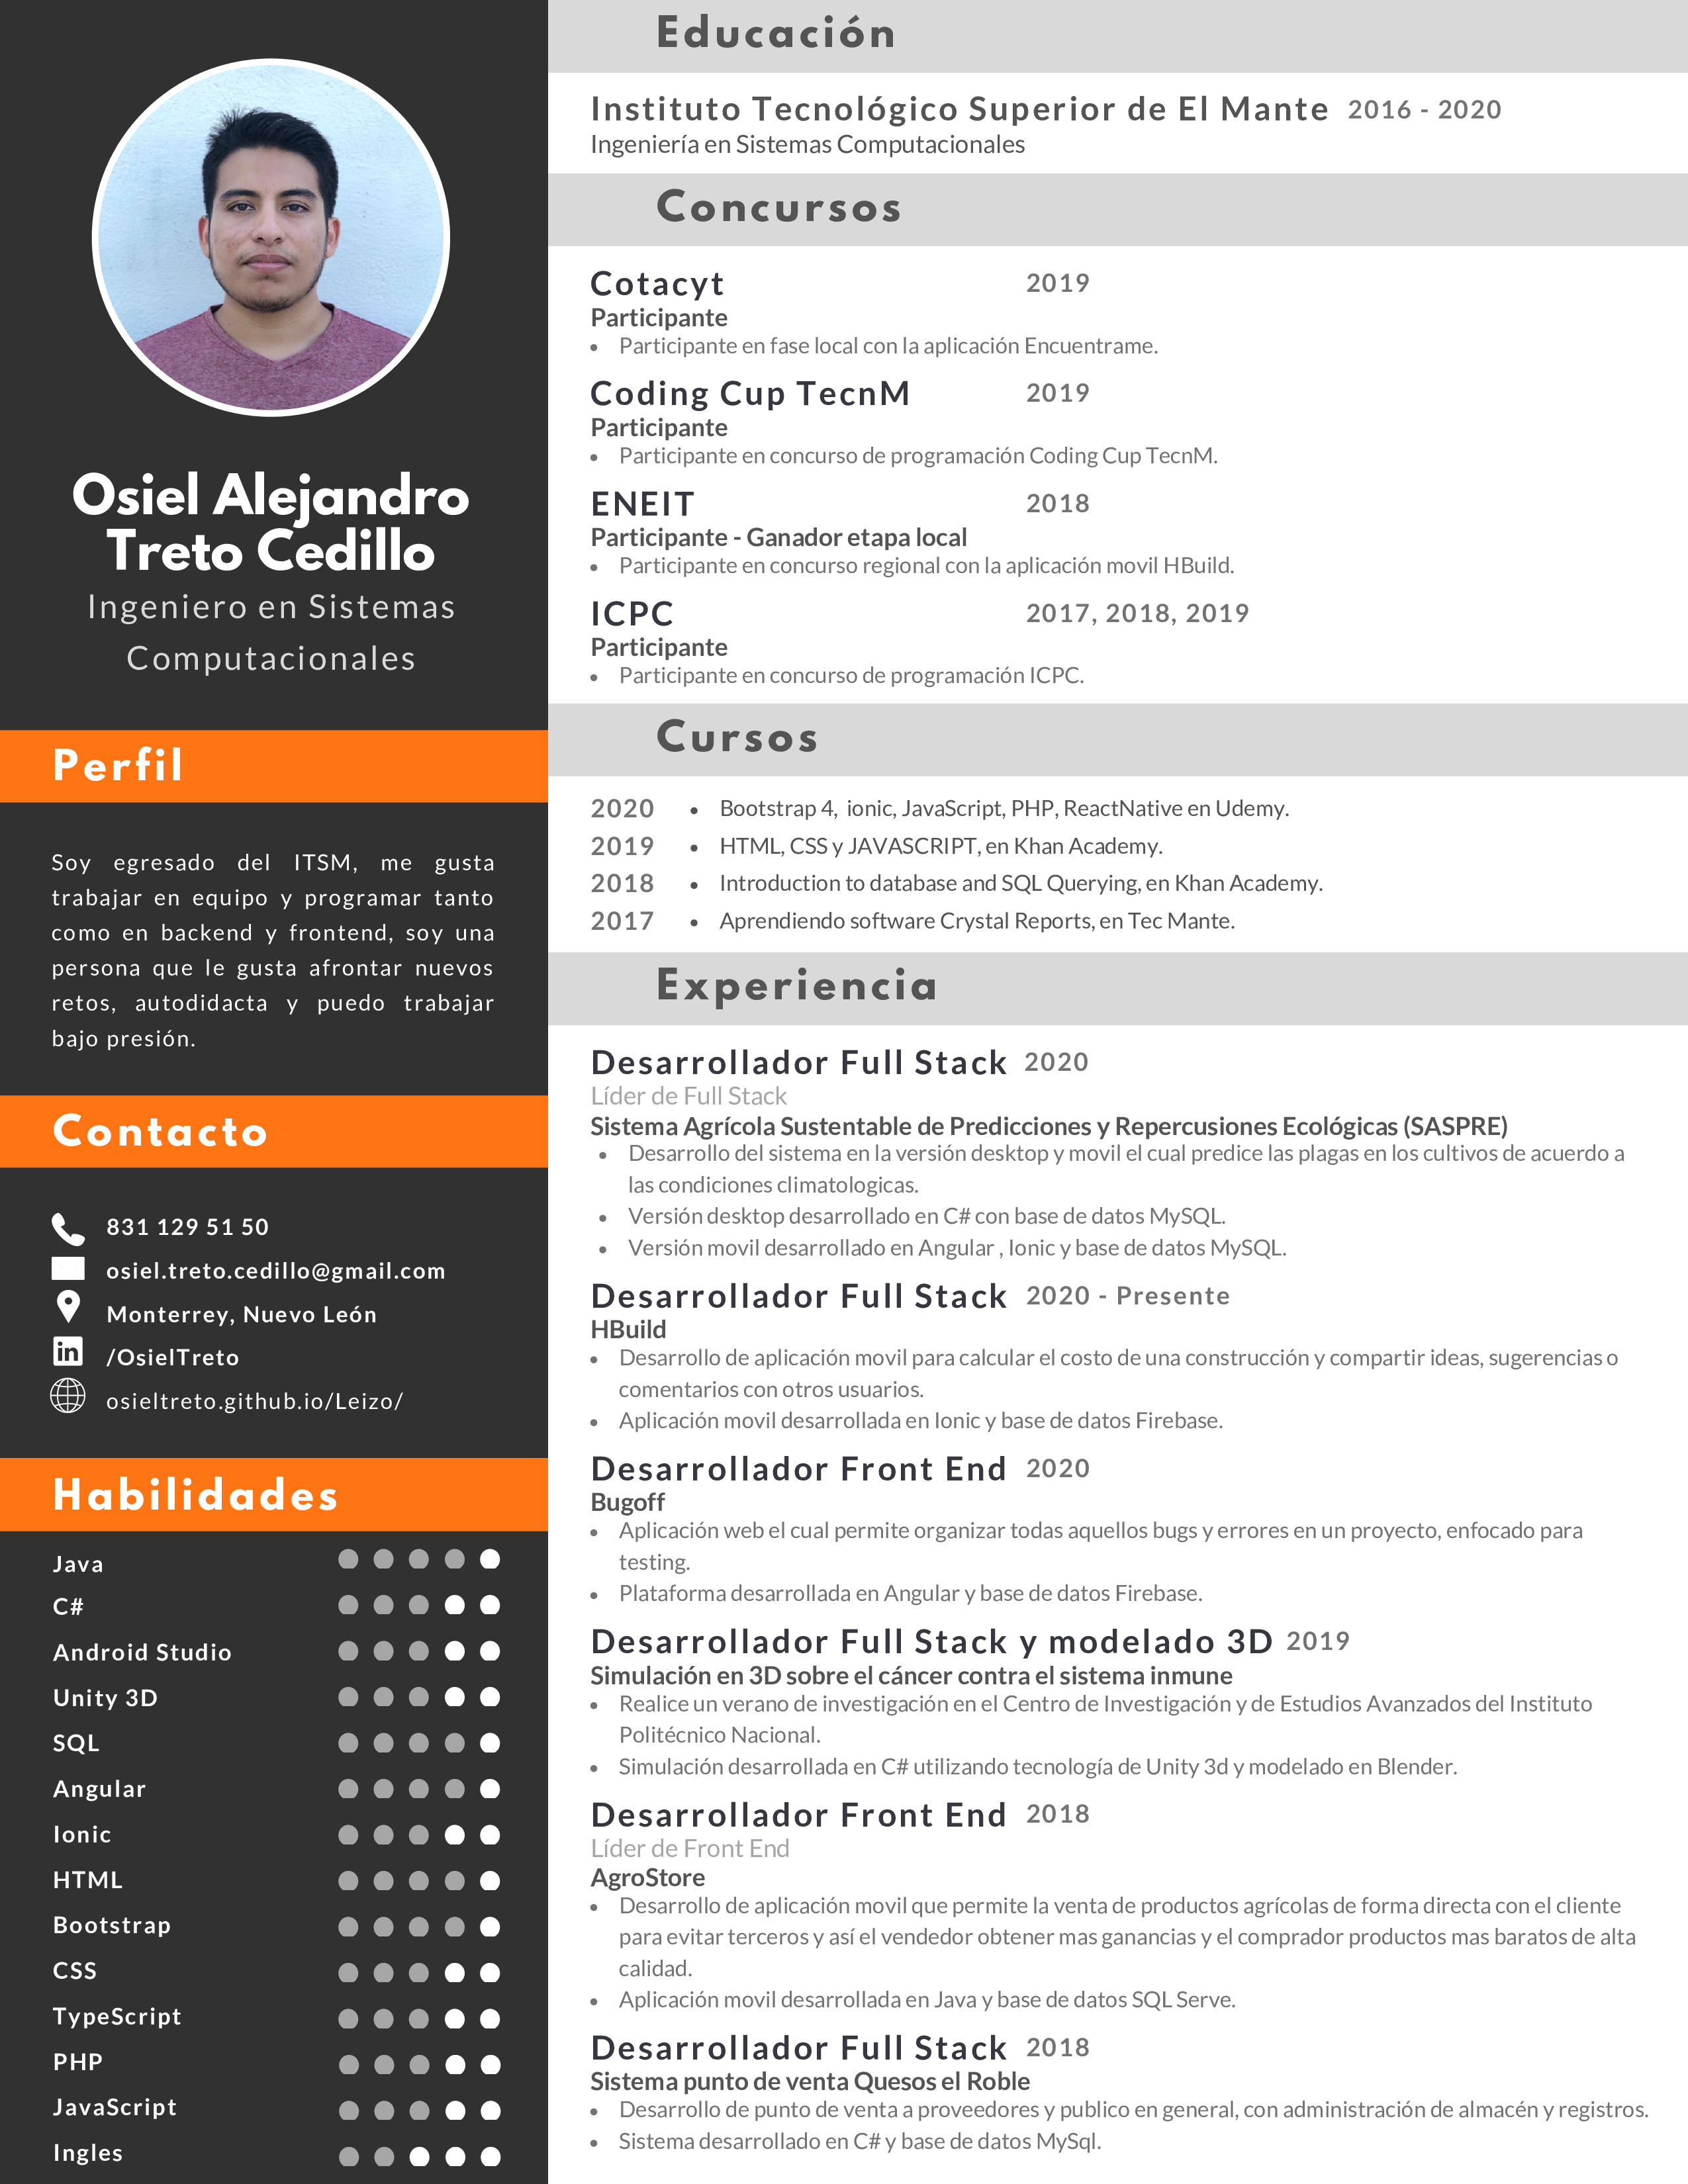 Osiel Alejandro
Treto Cedillo
Ingeniero en Sistemas
Computacionales
Perfil
Soy egresado del ITSM, me gusta
trabajar en equipo y programar tanto
como en backend y frontend, soy una
persona que le gusta afrontar nuevos
retos, autodidacta y puedo trabajar
bajo presión.
Contacto
831 129 51 50
osiel.treto.cedillo@gmail.com
Monterrey, Nuevo León
in /OsielTreto
osieltreto.github.io/Leizo/
Habilidades
Java
C#
Android Studio
Unity 3D
SQL
Angular
Ionic
HTML
Bootstrap
CSS
TypeScript
PHP
JavaScript
Ingles
Educación
Instituto Tecnológico Superior de El Mante 2016 - 2020
Ingeniería en Sistemas Computacionales
Concursos
Cotacyt 2019
Participante
• Participante en fase local con la aplicación Encuentrame.
Coding Cup TecnM 2019
Participante
• Participante en concurso de programación Coding Cup TecnM.
ENEIT 2018
Participante - Ganador etapa local
• Participante en concurso regional con la aplicación movil HBuild.
ICPC 2017, 2018, 2019
Participante
• Participante en concurso de programación ICPC.
Cursos
2020 • Bootstrap 4, ionic, JavaScript, PHP, ReactNative en Udemy.
2019 • HTML, CSS y JAVASCRIPT, en Khan Academy.
2018 • Introduction to database and SQL Querying, en Khan Academy.
2017 • Aprendiendo software Crystal Reports, en Tec Mante.
Experiencia
Desarrollador Full Stack 2020
Líder de Full Stack
Sistema Agrícola Sustentable de Predicciones y Repercusiones Ecológicas (SASPRE)
• Desarrollo del sistema en la versión desktop y movil el cual predice las plagas en los cultivos de acuerdo a
las condiciones climatologicas.
• Versión desktop desarrollado en C# con base de datos MySQL.
• Versión movil desarrollado en Angular , Ionic y base de datos MySQL.
Desarrollador Full Stack 2020 - Presente
HBuild
• Desarrollo de aplicación movil para calcular el costo de una construcción y compartir ideas, sugerencias o
comentarios con otros usuarios.
• Aplicación movil desarrollada en Ionic y base de datos Firebase.
Desarrollador Front End 2020
Bugoff
• Aplicación web el cual permite organizar todas aquellos bugs y errores en un proyecto, enfocado para
testing.
• Plataforma desarrollada en Angular y base de datos Firebase.
Desarrollador Full Stack y modelado 3D 2019
Simulación en 3D sobre el cáncer contra el sistema inmune
• Realice un verano de investigación en el Centro de Investigación y de Estudios Avanzados del Instituto
Politécnico Nacional.
• Simulación desarrollada en C# utilizando tecnología de Unity 3d y modelado en Blender.
Desarrollador Front End 2018
Líder de Front End
AgroStore
• Desarrollo de aplicación movil que permite la venta de productos agrícolas de forma directa con el cliente
para evitar terceros y así el vendedor obtener mas ganancias y el comprador productos mas baratos de alta
calidad.
• Aplicación movil desarrollada en Java y base de datos SQL Serve.
Desarrollador Full Stack 2018
Sistema punto de venta Quesos el Roble
• Desarrollo de punto de venta a proveedores y publico en general, con administración de almacén y registros.
• Sistema desarrollado en C# y base de datos MySql.